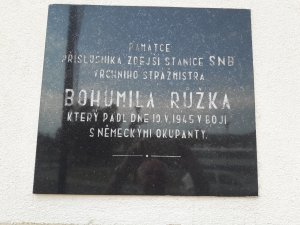 PAMÁTCE
PŘÍSLUŠNÍKA ZDEJŠÍ STANICE SNB
VRCHNÍHO STRÁŽMISTRA
BOHUMILA RŮŽKA
KTERÝ PADL DNE 10.V.1945 V BOJI
S NĚMECKÝMI OKUPANTY.